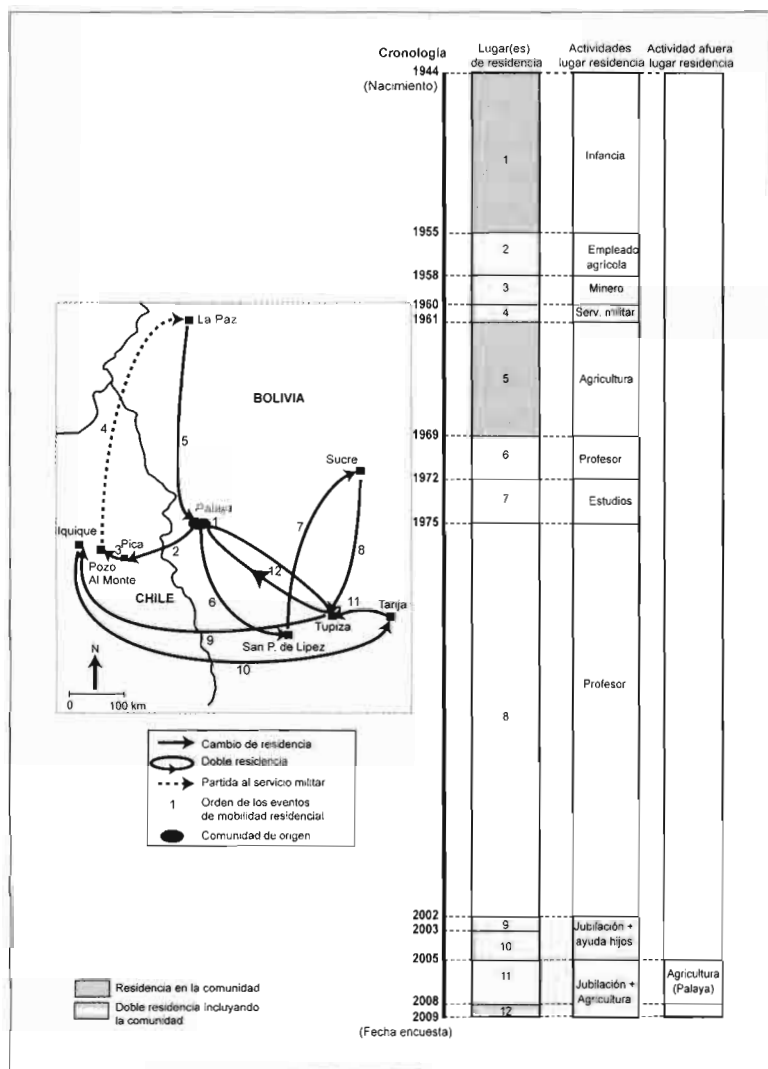 Cronología
Lugar(es)
de residencia
Actividades
lugar residencia
Actividad afuera
lugar residencia
1944
(Nacimiento)
1
Infancia
1955
2
Empleado
agrícola
1958
3
Minero
1960
4
Serv. militar
1961
5
Agricultura
1969
6
Profesor
1972
7
Estudios
1975
8
Profesor
2002
9
Jubilación +
ayuda hijos
2003
10
2005
11
Jubilación +
Agricultura
Agricultura
(Palaya)
2008
12
2009
(Fecha encuesta)
La Paz
BOLIVIA
4
5
Sucre
Palaya
1
7
Iquique
Pica
3
2
8
Pozo
Al Monte
12
CHILE
6
11
Tarija
Tupiza
9
San P. de Lipez
10
N
0 100 km
Cambio de residencia
Doble residencia
Partida al servicio militar
1 Orden de los eventos
de mobilidad residencial
Comunidad de origen
Residencia en la comunidad
Doble residencia incluyando
la comunidad